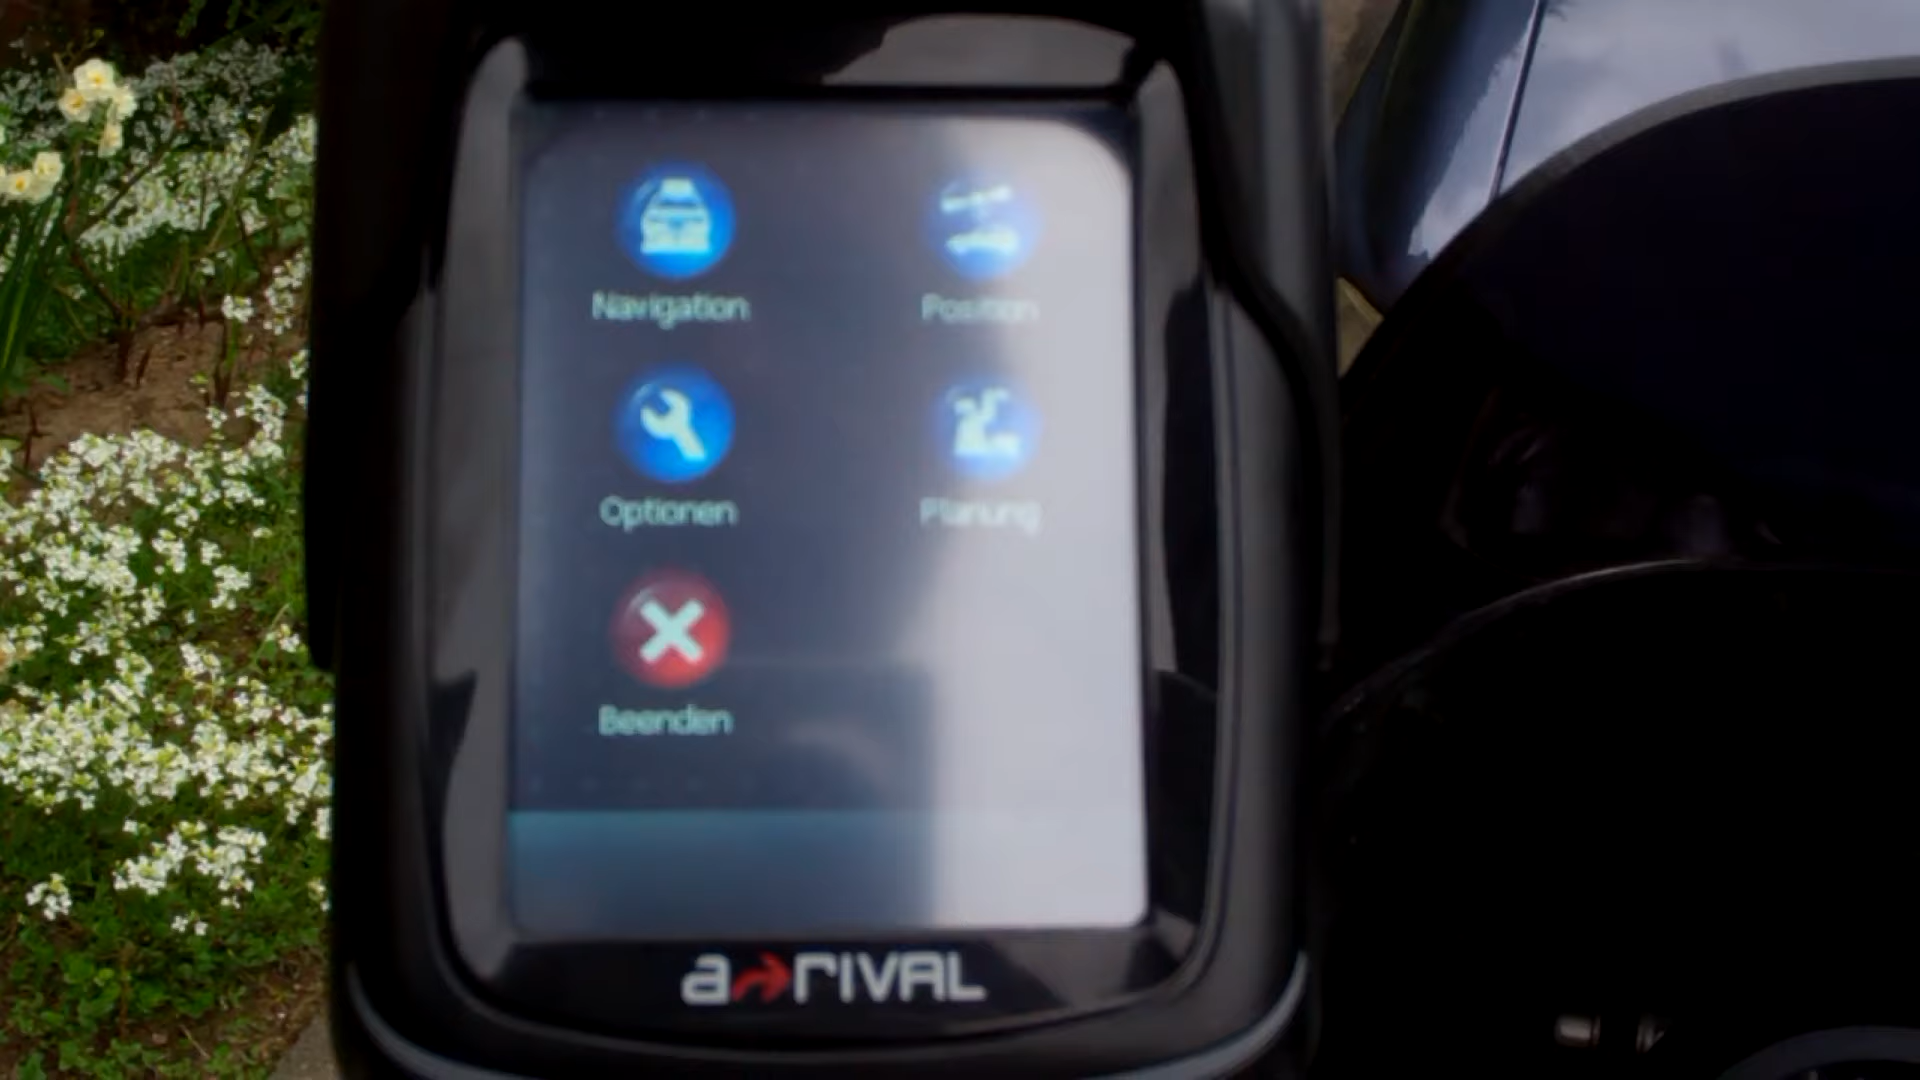 Navigation
Position
Optionen
Planung
Beenden
a rival